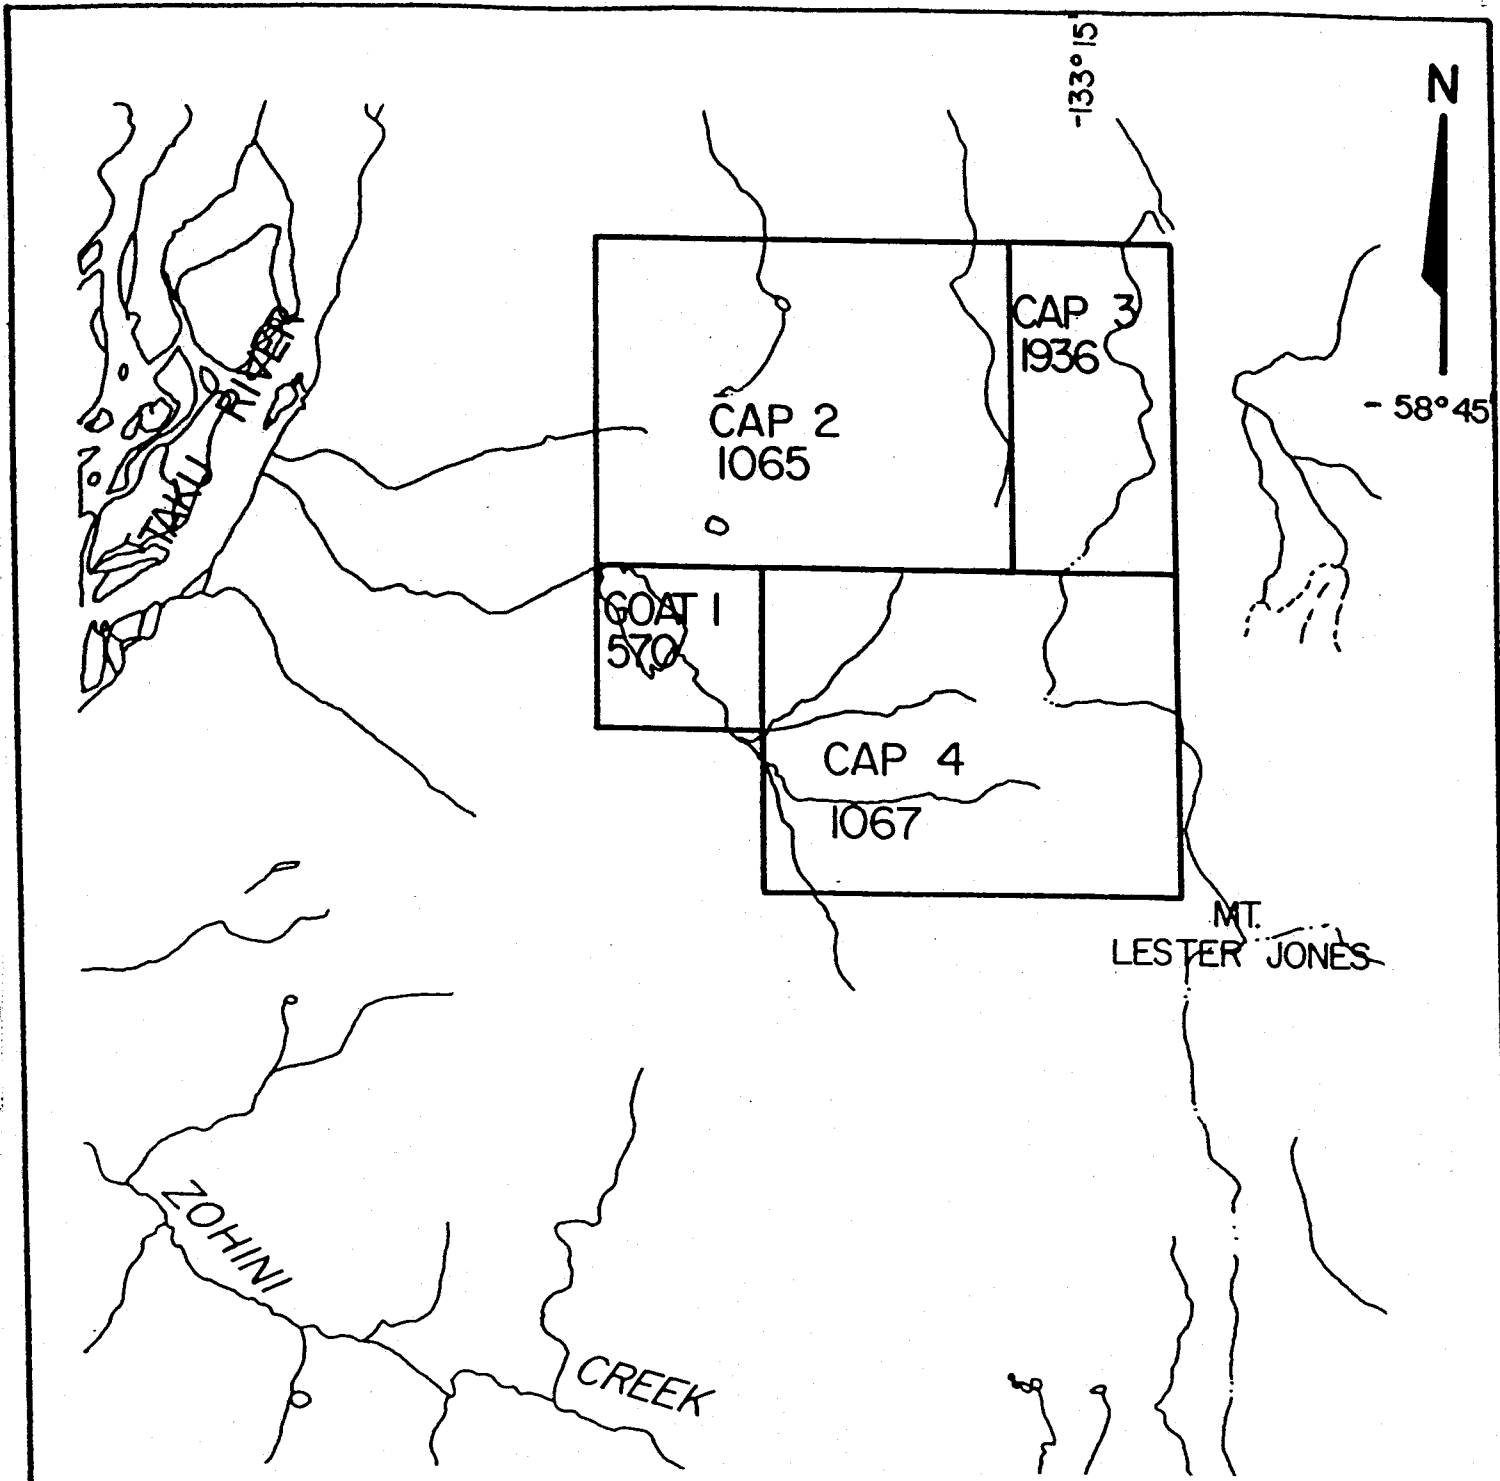 -133°15'
N
CAP 3
1936
- 58°45'
TAKU RIVER
CAP 2
1065
GOAT 1
570
CAP 4
1067
MT.
LESTER JONES
ZOHINI
CREEK